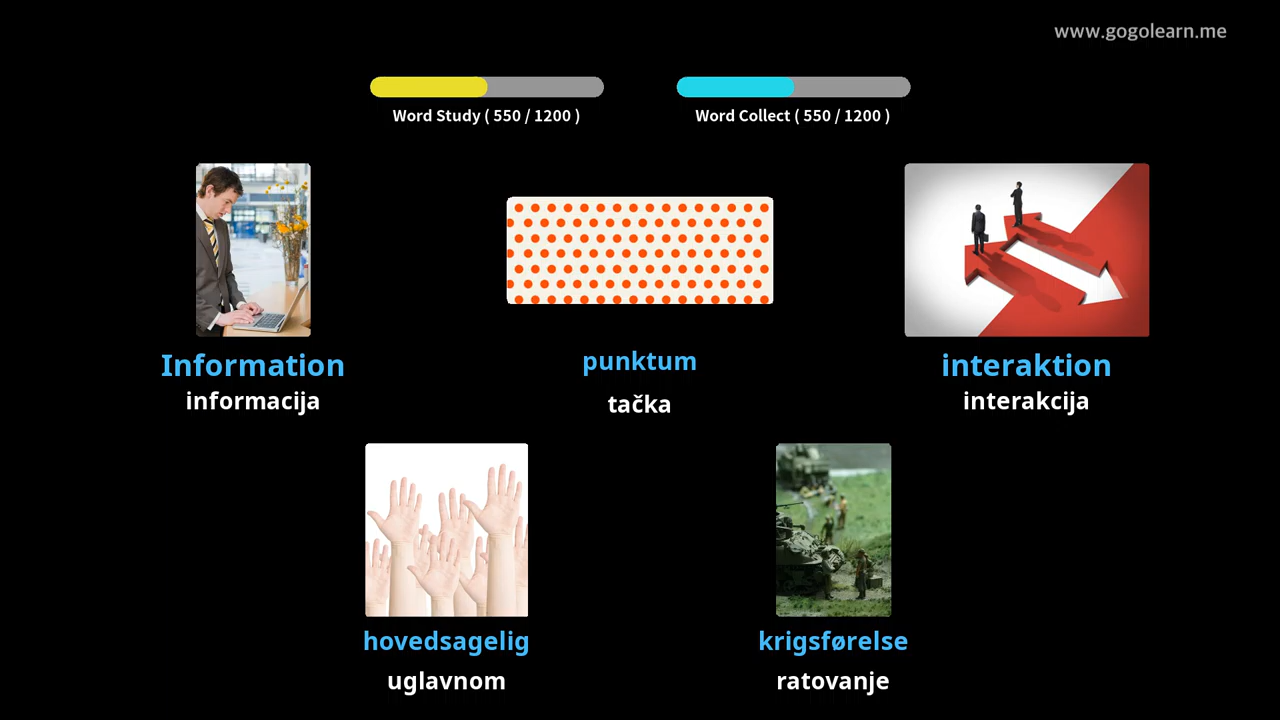 www.gogolearn.me
Word Study ( 550 / 1200 )
Word Collect ( 550 / 1200 )
Information
informacija
punktum
tačka
interaktion
interakcija
hovedsagelig
uglavnom
krigsførelse
ratovanje